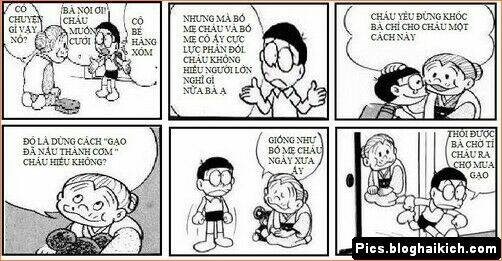 CÓ
CHUYỆN
GÌ VẬY
NÔ?
BÀ NỘI ƠI!
CHÁU
MUỐN
CƯỚI
CÔ
BÉ
HÀNG
XÓM
NHƯNG MÀ BỐ
MẸ CHÁU VÀ BỐ
MẸ CÔ ẤY CỰC
LỰC PHẢN ĐỐI.
CHÁU KHÔNG
HIỂU NGƯỜI LỚN
NGHĨ GÌ
NỮA BÀ Ạ
CHÁU YÊU ĐỪNG KHÓC
BÀ CHỈ CHO CHÁU MỘT
CÁCH NÀY
ĐÓ LÀ DÙNG CÁCH "GẠO
ĐÃ NẤU THÀNH CƠM "
CHÁU HIỂU KHÔNG?
GIỐNG NHƯ
BỐ MẸ CHÁU
NGÀY XƯA
ẤY
THÔI ĐƯỢC
BÀ CHỜ TÍ
CHÁU RA
CHỢ MUA
GẠO
Pics.bloghaikich.com